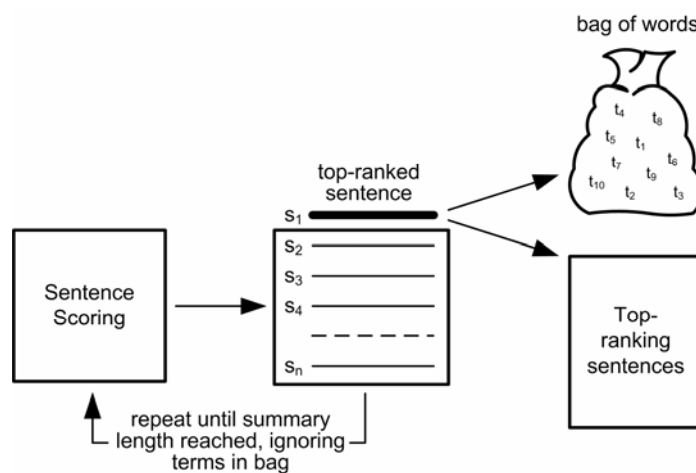 bag of words
t4
t8
t5
t1
t7
t6
t9
t10
t2
t3
top-ranked
sentence
s1
s2
s3
s4
sn
Sentence
Scoring
Top-
ranking
sentences
repeat until summary
length reached, ignoring
terms in bag